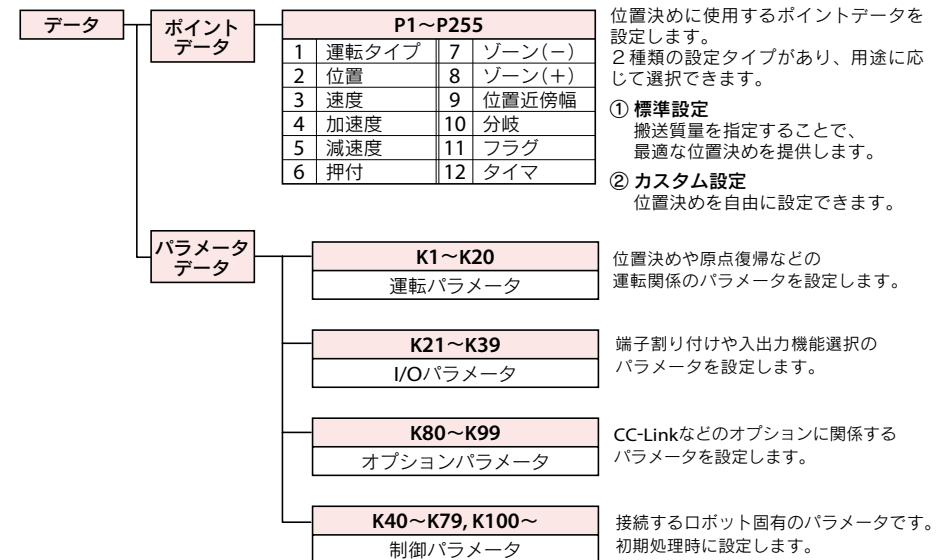 データ
ポイント
データ
P1～P255
1 運転タイプ 7 ゾーン(－)
2 位置 8 ゾーン(＋)
3 速度 9 位置近傍幅
4 加速度 10 分岐
5 減速度 11 フラグ
6 押付 12 タイマ
位置決めに使用するポイントデータを
設定します。
２種類の設定タイプがあり、用途に応
じて選択できます。
① 標準設定
搬送質量を指定することで、
最適な位置決めを提供します。
② カスタム設定
位置決めを自由に設定できます。
パラメータ
データ
K1～K20
運転パラメータ
位置決めや原点復帰などの
運転関係のパラメータを設定します。
K21～K39
I/Oパラメータ
端子割り付けや入出力機能選択の
パラメータを設定します。
K80～K99
オプションパラメータ
CC-Linkなどのオプションに関係する
パラメータを設定します。
K40～K79, K100～
制御パラメータ
接続するロボット固有のパラメータです。
初期処理時に設定します。